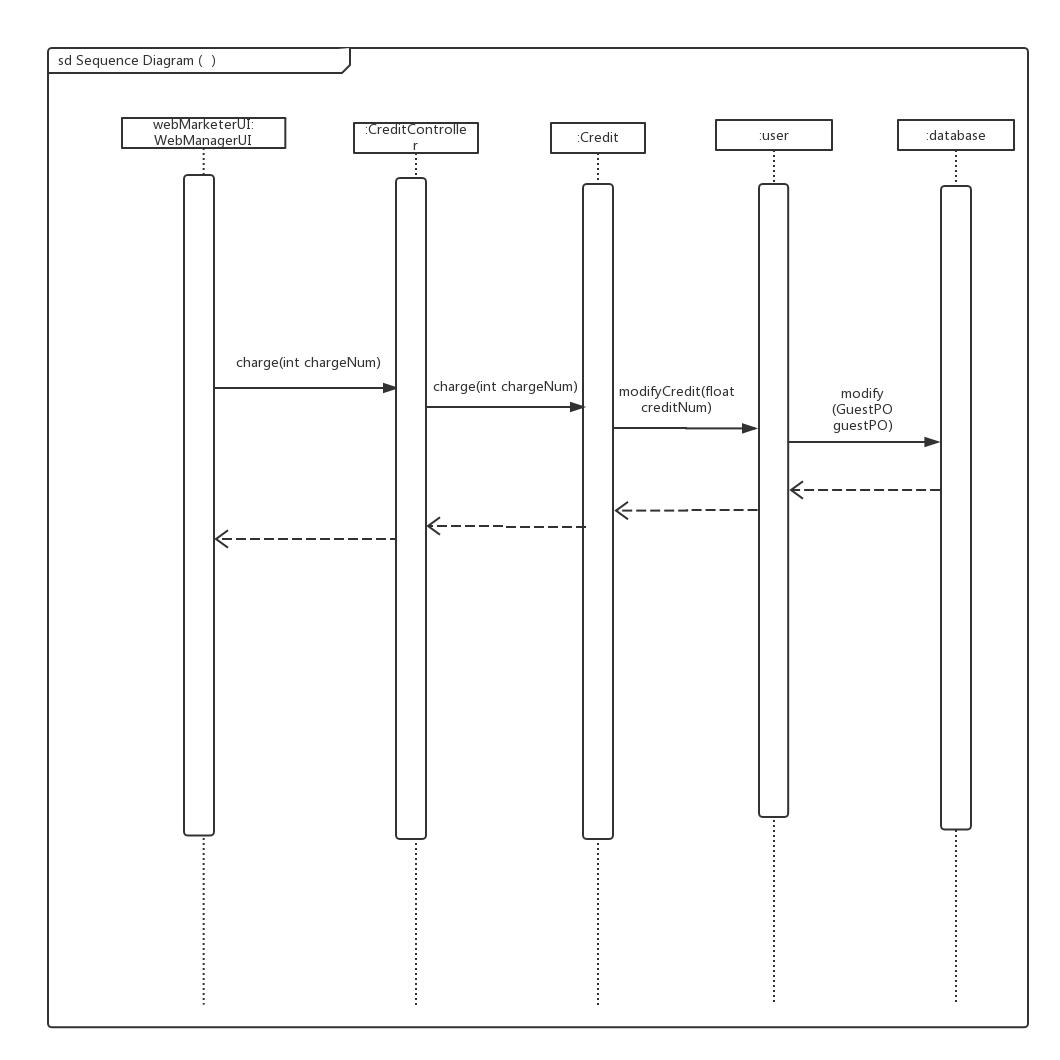 sd Sequence Diagram (  )
webMarketerUI:
WebManagerUI
:CreditControlle
r
:Credit
:user
:database
charge(int chargeNum)
charge(int chargeNum)
modifyCredit(float
creditNum)
modify
(GuestPO
guestPO)